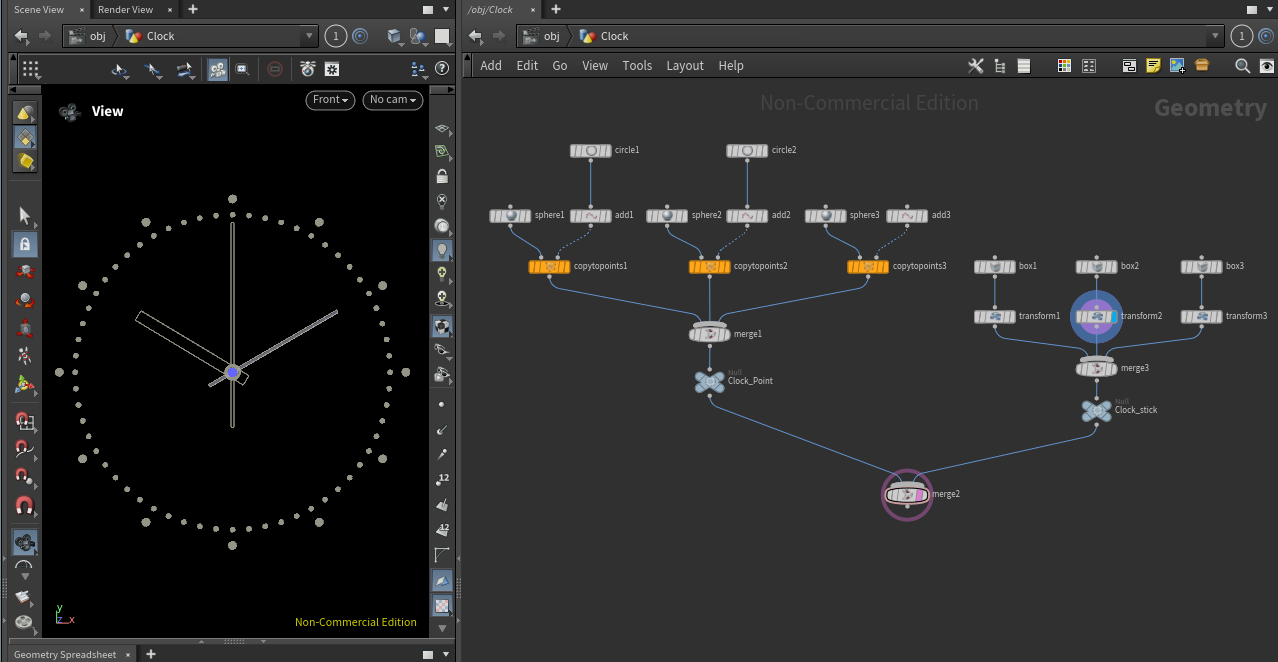 Scene View × Render View × +
/obj/Clock × +
obj Clock 1
obj Clock 1
Add Edit Go View Tools Layout Help
View
Front
No cam
Non-Commercial Edition
Geometry
circle1
circle2
sphere1
add1
sphere2
add2
sphere3
add3
copytopoints1
copytopoints2
copytopoints3
box1
box2
box3
transform1
transform2
transform3
merge1
merge3
Null
Clock_Point
Null
Clock_stick
merge2
12
12
y
z x
Non-Commercial Edition
Geometry Spreadsheet × +